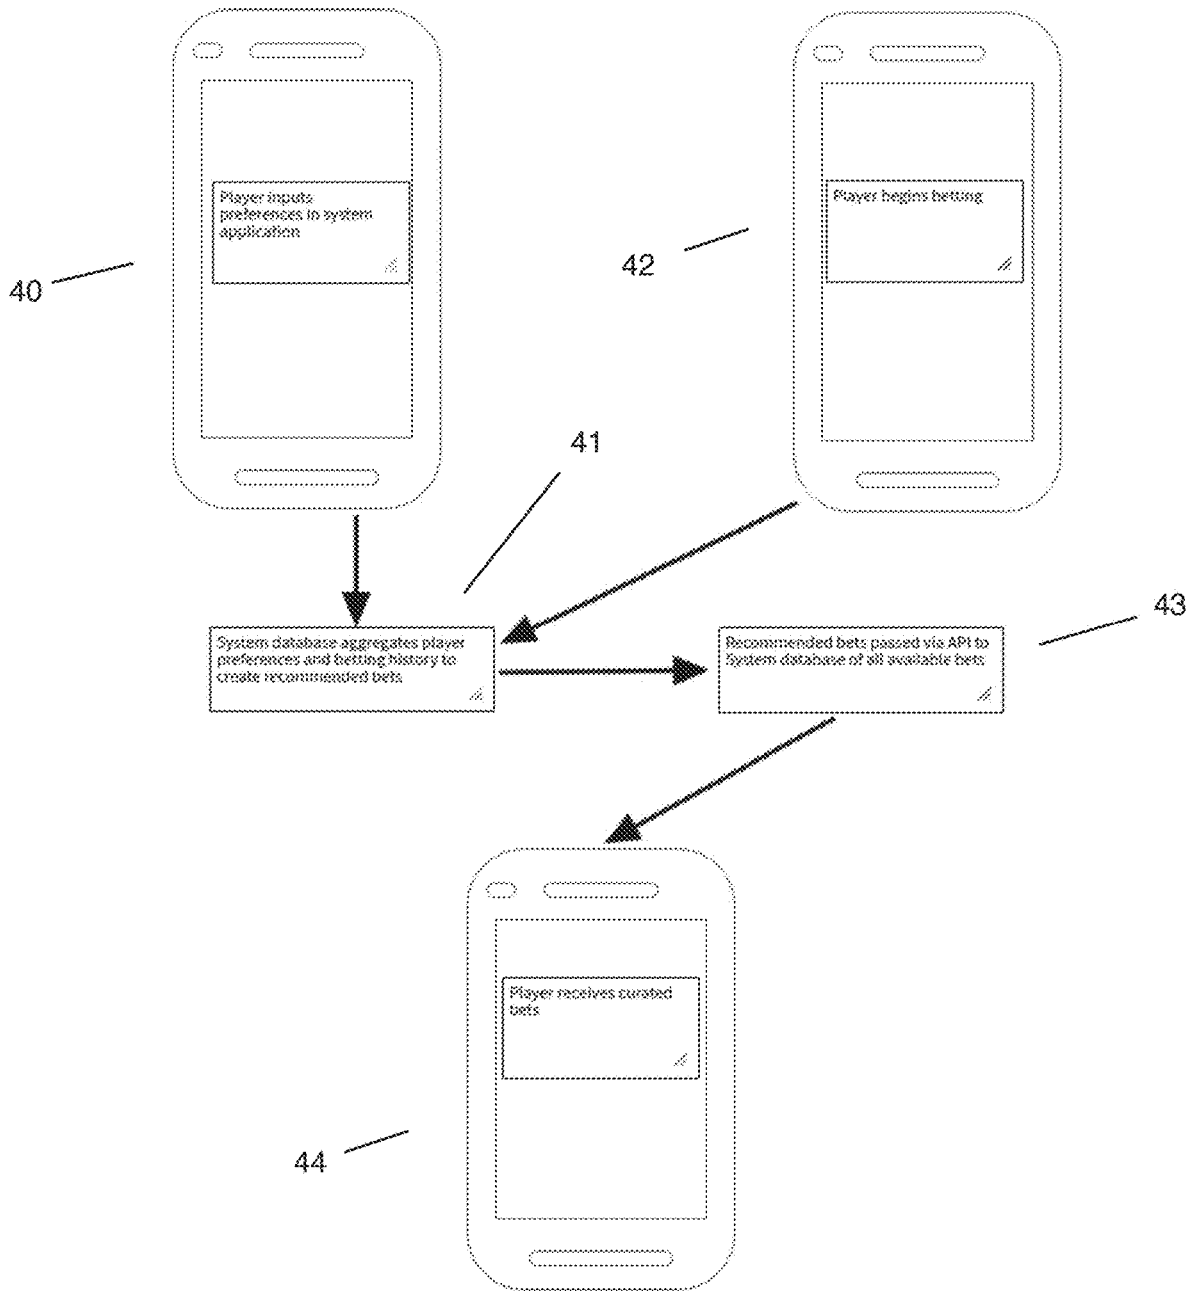 Player inputs
preferences in system
application
Player begins betting
40
42
41
System database aggregates player
preferences and betting history to
create recommended bets
43
Recommended bets passed via API to
System database of all available bets
Player receives curated
bets
44